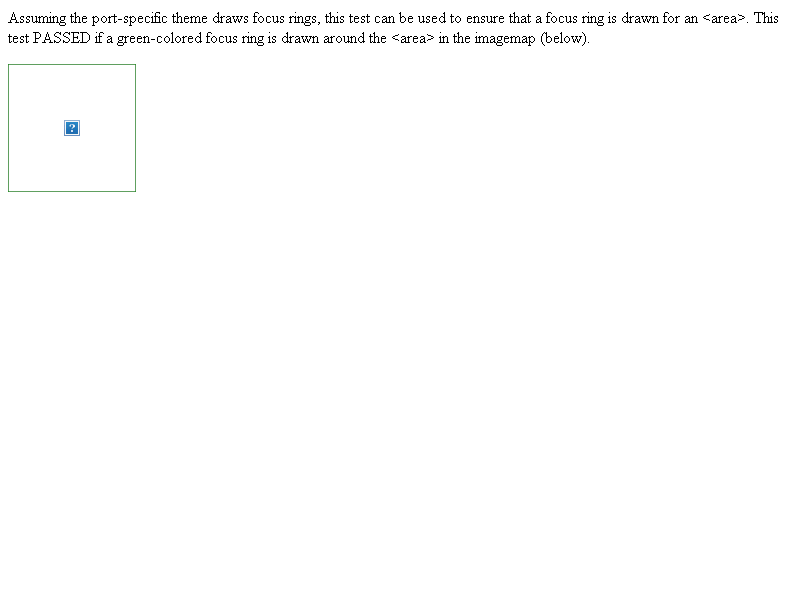 Assuming the port-specific theme draws focus rings, this test can be used to ensure that a focus ring is drawn for an <area>. This
test PASSED if a green-colored focus ring is drawn around the <area> in the imagemap (below).
?